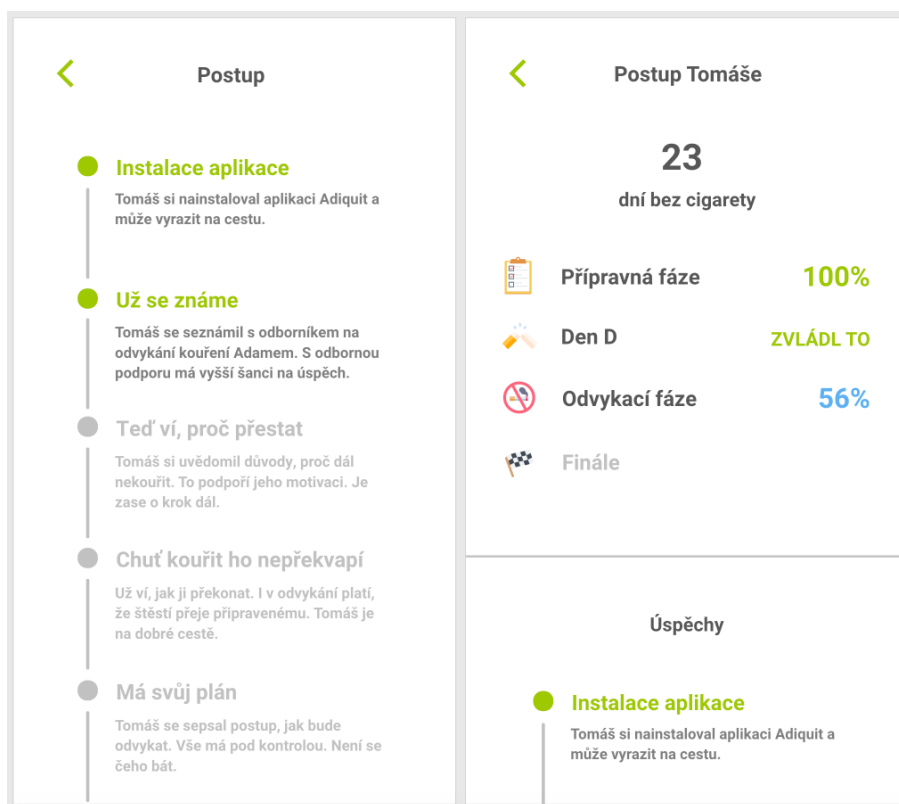 Postup
Instalace aplikace
Tomáš si nainstaloval aplikaci Adiquit a
může vyrazit na cestu.
Už se známe
Tomáš se seznámil s odborníkem na
odvykání kouření Adamem. S odbornou
podporu má vyšší šanci na úspěch.
Teď ví, proč přestat
Tomáš si uvědomil důvody, proč dál
nekouřit. To podpoří jeho motivaci. Je
zase o krok dál.
Chuť kouřit ho nepřekvapí
Už ví, jak ji překonat. I v odvykání platí,
že štěstí přeje připravenému. Tomáš je
na dobré cestě.
Má svůj plán
Tomáš se sepsal postup, jak bude
odvykat. Vše má pod kontrolou. Není se
čeho bát.
Postup Tomáše
23
dní bez cigarety
Přípravná fáze 100%
Den D ZVLÁDL TO
Odvykací fáze 56%
Finále
Úspěchy
Instalace aplikace
Tomáš si nainstaloval aplikaci Adiquit a
může vyrazit na cestu.